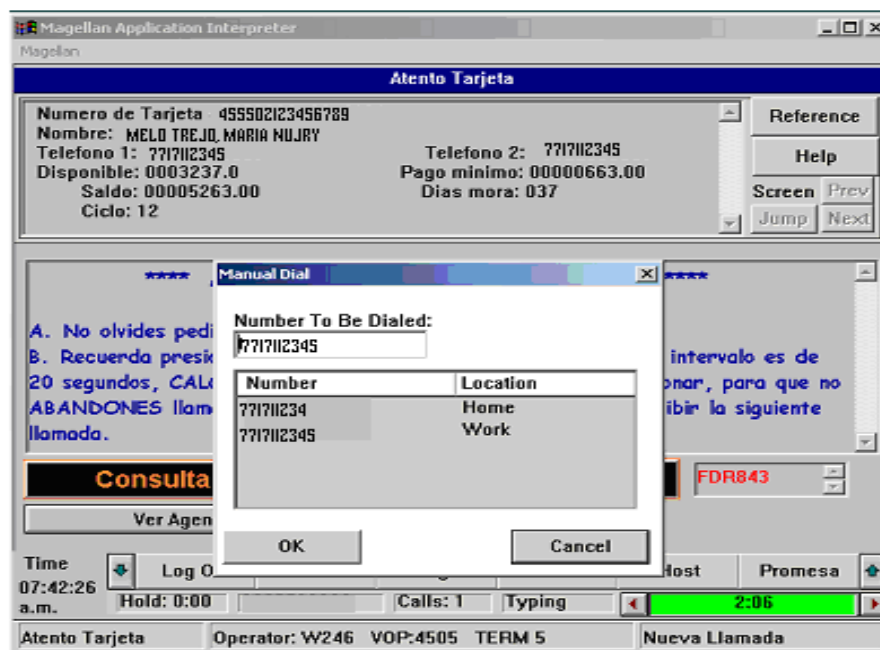 Magellan Application Interpreter
Magellan
Atento Tarjeta
Numero de Tarjeta 455502123456789
Nombre: MELO TREJO, MARIA NUJRY
Telefono 1: 7717112345 Telefono 2: 7717112345
Disponible: 0003237.0 Pago minimo: 00000663.00
Saldo: 00005263.00 Dias mora: 037
Ciclo: 12
Reference
Help
Screen Prev
Jump Next
**** ****
A. No olvides pedi
B. Recuerda presi intervalo es de
20 segundos, CAL onar, para que no
ABANDONES llam ibir la siguiente
llamada.
Manual Dial
Number To Be Dialed:
7717112345
Number Location
771711234 Home
7717112345 Work
OK Cancel
Consulta
FDR843
Ver Agen
Time
07:42:26
a.m.
Log O Host Promesa
Hold: 0:00 Calls: 1 Typing 2:06
Atento Tarjeta Operator: W246 VOP:4505 TERM 5 Nueva Llamada